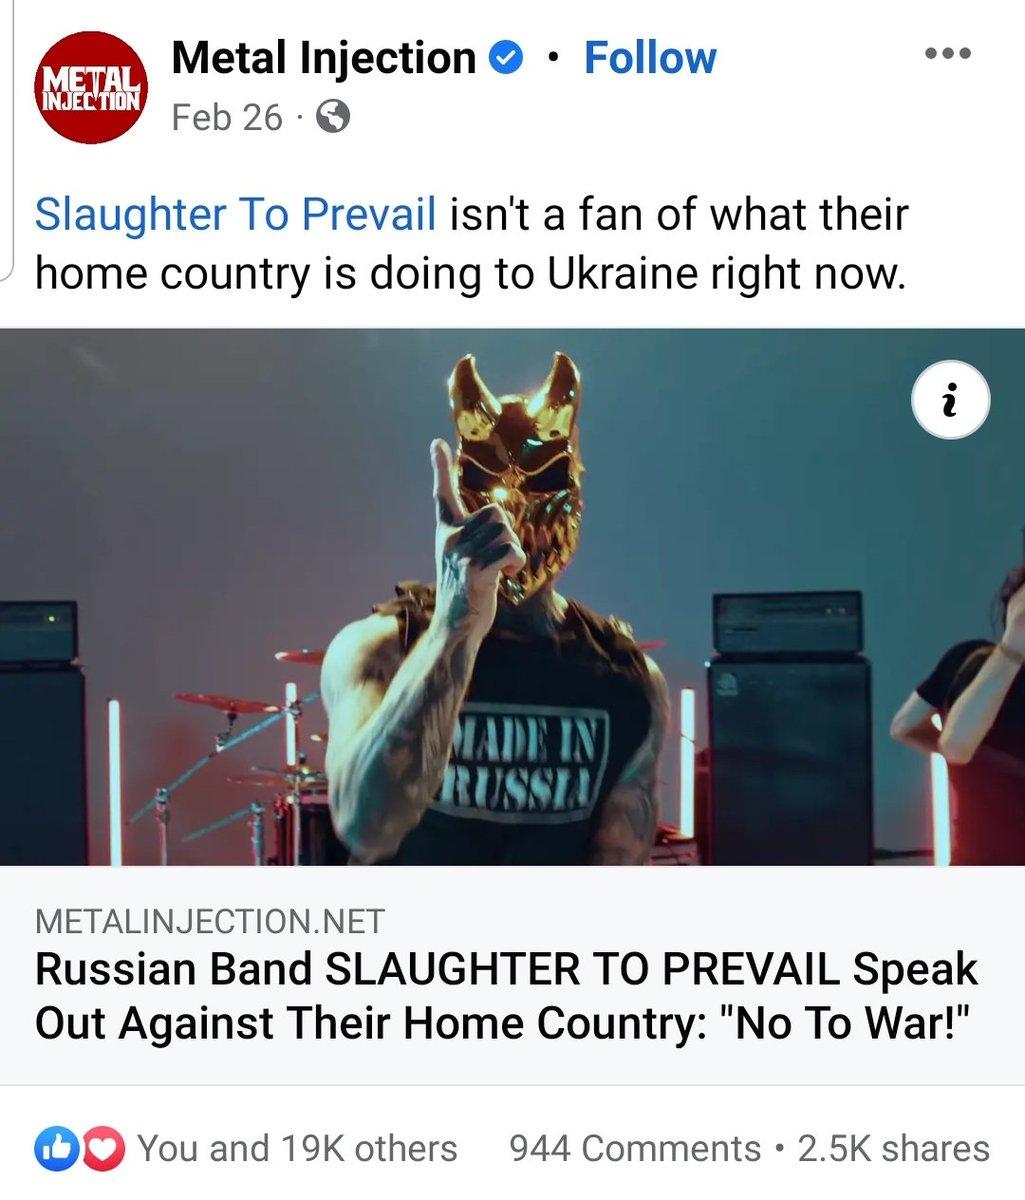 METAL
INJECTION
Metal Injection • Follow
Feb 26 ·
Slaughter To Prevail isn't a fan of what their
home country is doing to Ukraine right now.
i
MADE IN
RUSSIA
METALINJECTION.NET
Russian Band SLAUGHTER TO PREVAIL Speak
Out Against Their Home Country: "No To War!"
You and 19K others 944 Comments • 2.5K shares